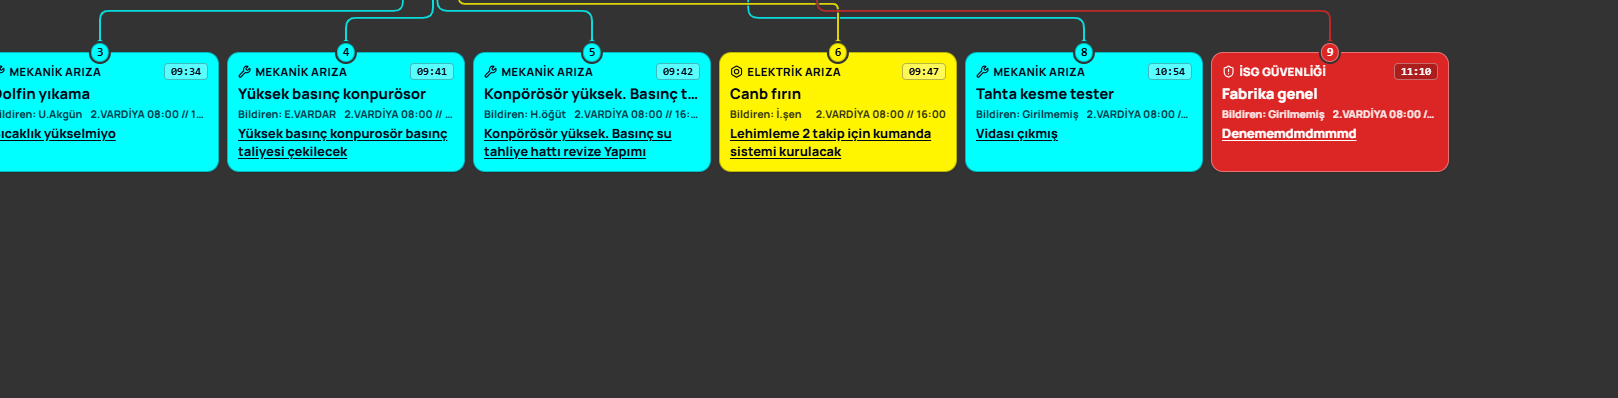 3
MEKANİK ARIZA 09:34
Dolfin yıkama
Bildiren: U.Akgün 2.VARDİYA 08:00 // 1...
Sıcaklık yükselmiyo
4
MEKANİK ARIZA 09:41
Yüksek basınç konpurösor
Bildiren: E.VARDAR 2.VARDİYA 08:00 // ...
Yüksek basınç konpurosör basınç
taliyesi çekilecek
5
MEKANİK ARIZA 09:42
Konpörösör yüksek. Basınç t...
Bildiren: H.öğüt 2.VARDİYA 08:00 // 16:...
Konpörösör yüksek. Basınç su
tahliye hattı revize Yapımı
6
ELEKTRİK ARIZA 09:47
Canb fırın
Bildiren: İ.şen 2.VARDİYA 08:00 // 16:00
Lehimleme 2 takip için kumanda
sistemi kurulacak
8
MEKANİK ARIZA 10:54
Tahta kesme tester
Bildiren: Girilmemiş 2.VARDİYA 08:00 /...
Vidası çıkmış
9
İSG GÜVENLİĞİ 11:10
Fabrika genel
Bildiren: Girilmemiş 2.VARDİYA 08:00 /...
Denememdmdmmmd